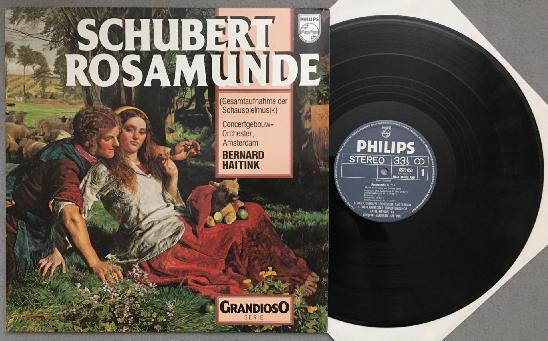 SCHUBERT
ROSAMUNDE
PHILIPS
(Gesamtaufnahme der
Schauspielmusik)
Concertgebouw-
Orchester,
Amsterdam
BERNARD
HAITINK
GRANDIOSO
SERIE
PHILIPS
STEREO 33⅓
1